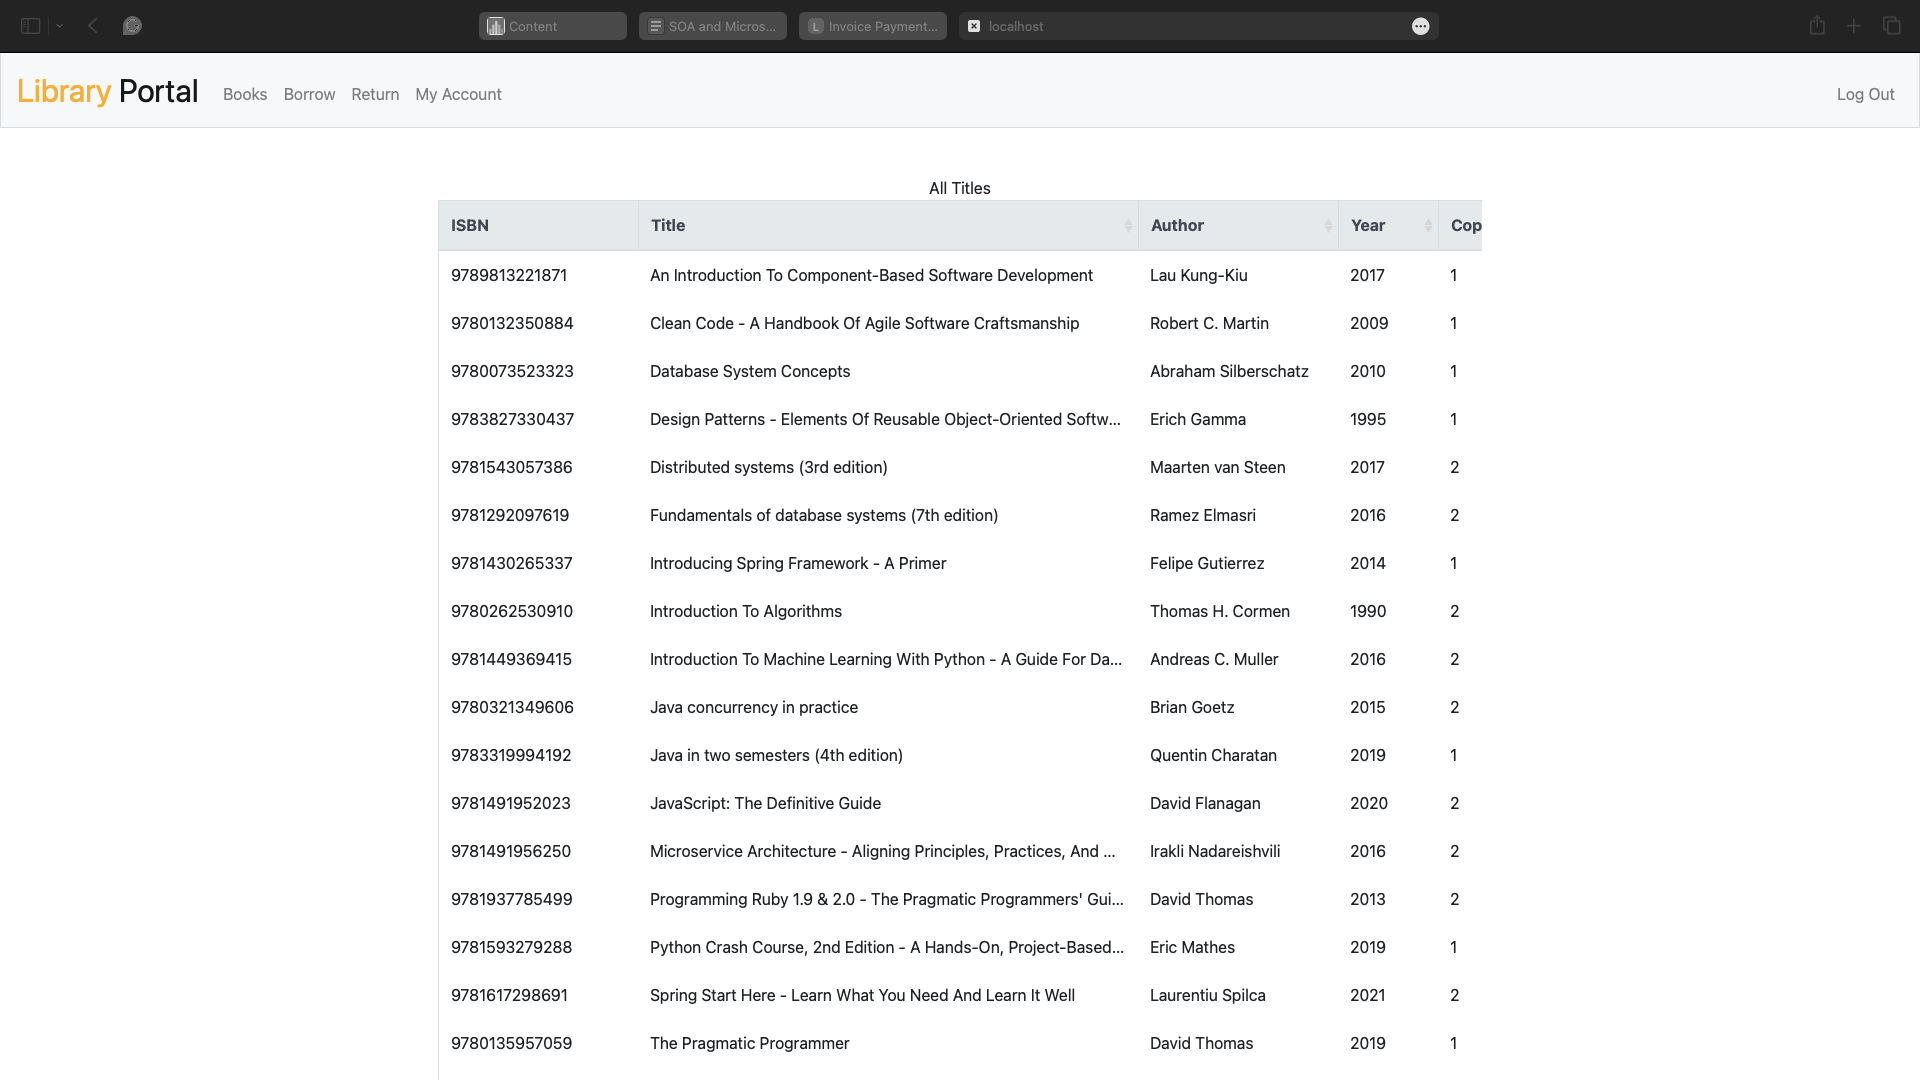 Content SOA and Micros... L Invoice Payment... localhost
Library Portal Books Borrow Return My Account Log Out
All Titles
ISBN Title Author Year Cop
9789813221871 An Introduction To Component-Based Software Development Lau Kung-Kiu 2017 1
9780132350884 Clean Code - A Handbook Of Agile Software Craftsmanship Robert C. Martin 2009 1
9780073523323 Database System Concepts Abraham Silberschatz 2010 1
9783827330437 Design Patterns - Elements Of Reusable Object-Oriented Softw... Erich Gamma 1995 1
9781543057386 Distributed systems (3rd edition) Maarten van Steen 2017 2
9781292097619 Fundamentals of database systems (7th edition) Ramez Elmasri 2016 2
9781430265337 Introducing Spring Framework - A Primer Felipe Gutierrez 2014 1
9780262530910 Introduction To Algorithms Thomas H. Cormen 1990 2
9781449369415 Introduction To Machine Learning With Python - A Guide For Da... Andreas C. Muller 2016 2
9780321349606 Java concurrency in practice Brian Goetz 2015 2
9783319994192 Java in two semesters (4th edition) Quentin Charatan 2019 1
9781491952023 JavaScript: The Definitive Guide David Flanagan 2020 2
9781491956250 Microservice Architecture - Aligning Principles, Practices, And ... Irakli Nadareishvili 2016 2
9781937785499 Programming Ruby 1.9 & 2.0 - The Pragmatic Programmers' Gui... David Thomas 2013 2
9781593279288 Python Crash Course, 2nd Edition - A Hands-On, Project-Based... Eric Mathes 2019 1
9781617298691 Spring Start Here - Learn What You Need And Learn It Well Laurentiu Spilca 2021 2
9780135957059 The Pragmatic Programmer David Thomas 2019 1